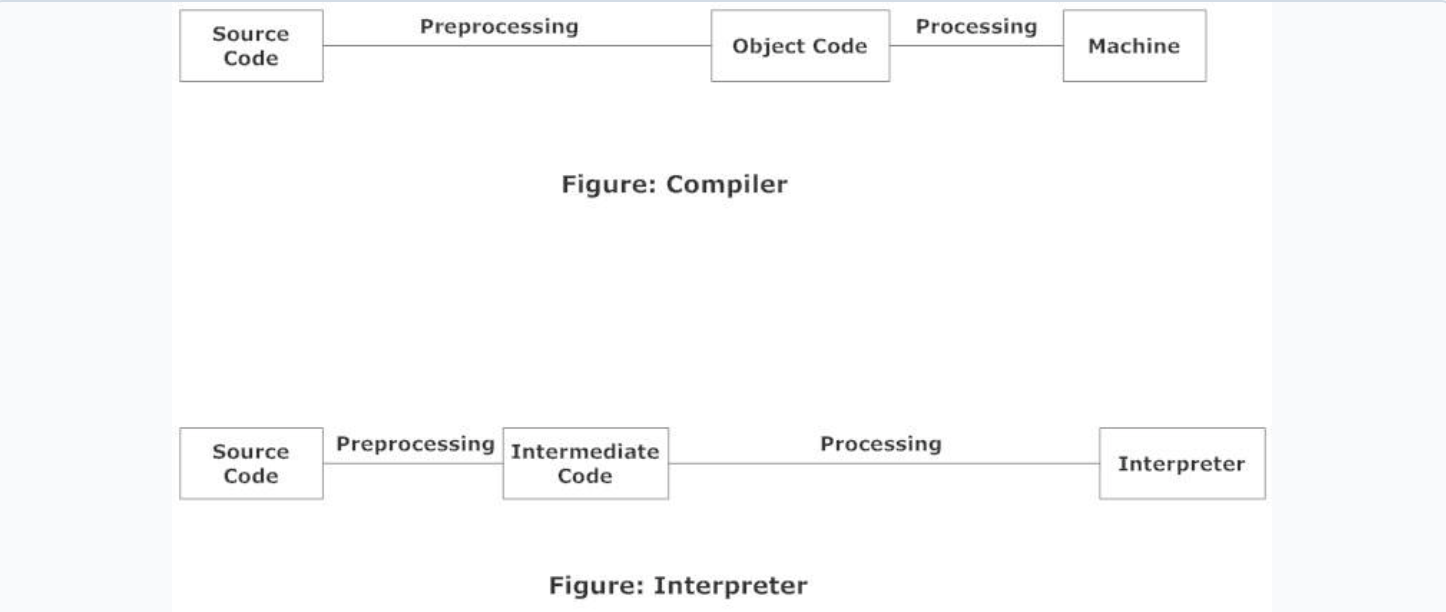 Source
Code
Preprocessing
Object Code
Processing
Machine
Figure: Compiler
Source
Code
Preprocessing
Intermediate
Code
Processing
Interpreter
Figure: Interpreter